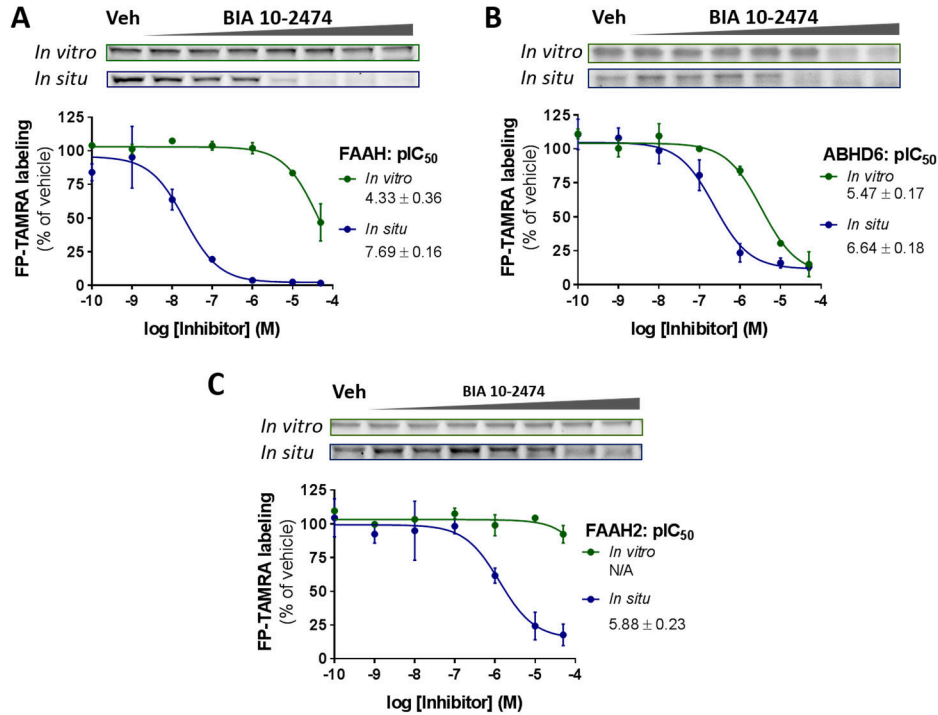 A
Veh BIA 10-2474
In vitro
In situ
FP-TAMRA labeling
(% of vehicle)
125
100
75
50
25
0
-10 -9 -8 -7 -6 -5 -4
log [Inhibitor] (M)
FAAH: pIC50
In vitro
4.33 ± 0.36
In situ
7.69 ± 0.16
B
Veh BIA 10-2474
In vitro
In situ
FP-TAMRA labeling
(% of vehicle)
125
100
75
50
25
0
-10 -9 -8 -7 -6 -5 -4
log [Inhibitor] (M)
ABHD6: pIC50
In vitro
5.47 ± 0.17
In situ
6.64 ± 0.18
C
Veh BIA 10-2474
In vitro
In situ
FP-TAMRA labeling
(% of vehicle)
125
100
75
50
25
0
-10 -9 -8 -7 -6 -5 -4
log [Inhibitor] (M)
FAAH2: pIC50
In vitro
N/A
In situ
5.88 ± 0.23